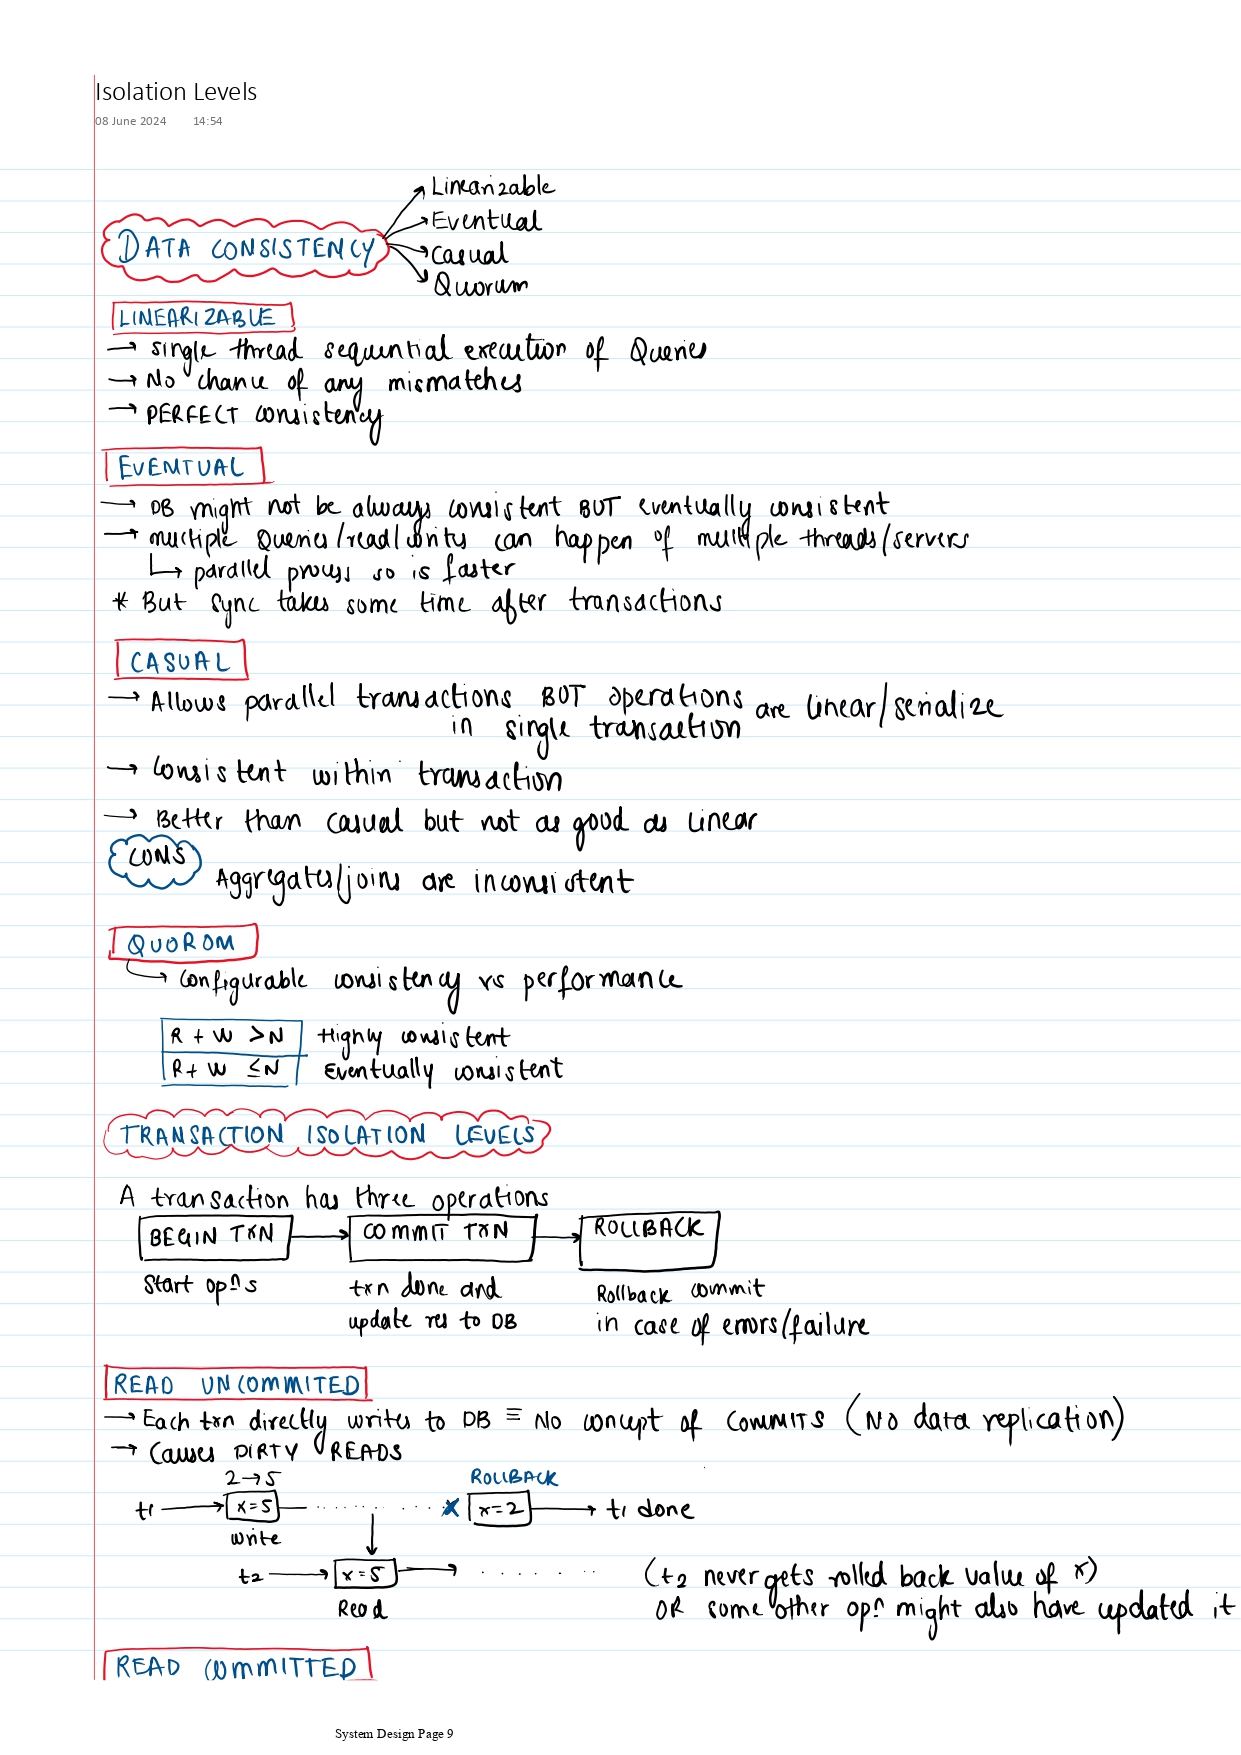 Isolation Levels
08 June 2024 14:54
Linearizable
Eventual
DATA CONSISTENCY
Casual
Quorum
LINEARIZABLE
→ single thread sequential execution of Queries
→ No chance of any mismatches
→ PERFECT consistency
EVENTUAL
→ DB might not be always consistent BUT eventually consistent
→ multiple Queries/read/writes can happen of multiple threads/servers
↳ parallel process so is faster
* But sync takes some time after transactions
CASUAL
→ Allows parallel transactions BUT operations are linear/serialize
in single transaction
→ Consistent within transaction
→ Better than casual but not as good as linear
CONS
Aggregates/joins are inconsistent
QUOROM
→ Configurable consistency vs performance
R + W > N Highly consistent
R + W ≤ N Eventually consistent
TRANSACTION ISOLATION LEVELS
A transaction has three operations
BEGIN TXN → COMMIT TXN → ROLLBACK
Start opⁿs txn done and Rollback commit
update res to DB in case of errors/failure
READ UNCOMMITED
→ Each txn directly writes to DB ≡ No concept of COMMITS (No data replication)
→ Causes DIRTY READS
2→5 ROLLBACK
t1 → x=5 ........ x x=2 → t1 done
write
t2 → x=5 → ...... (t2 never gets rolled back value of x)
Read OR some other opⁿ might also have updated it
READ COMMITTED
System Design Page 9